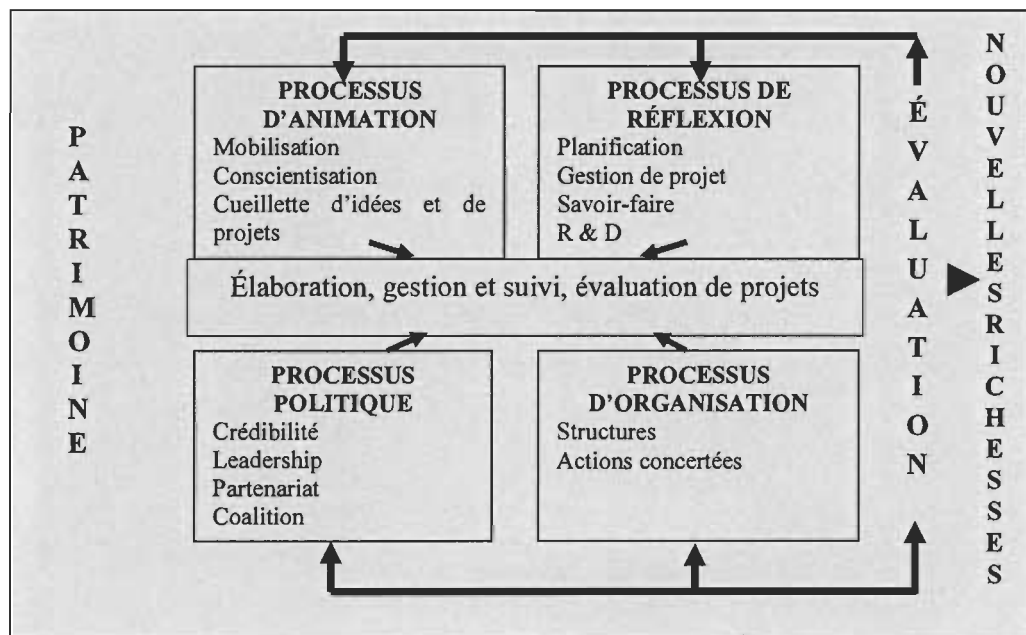 PATRIMOINE
PROCESSUS
D'ANIMATION
Mobilisation
Conscientisation
Cueillette d'idées et de
projets
PROCESSUS DE
RÉFLEXION
Planification
Gestion de projet
Savoir-faire
R & D
Élaboration, gestion et suivi, évaluation de projets
PROCESSUS
POLITIQUE
Crédibilité
Leadership
Partenariat
Coalition
PROCESSUS
D'ORGANISATION
Structures
Actions concertées
ÉVALUATION
NOUVELLESRICHESSES